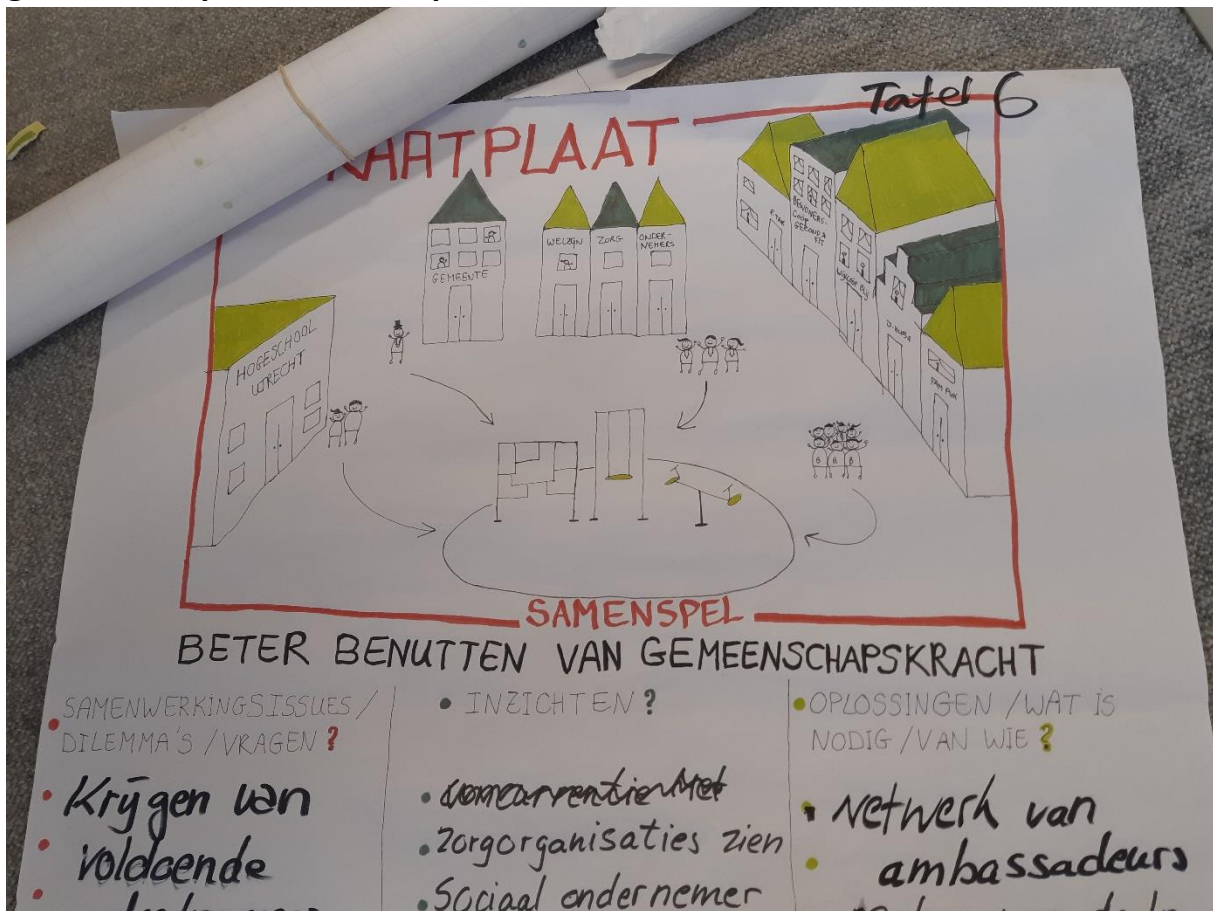 Tafel 6
PLAAT
GEMEENTE
WELZIJN
ZORG
ONDER-
NEMERS
BEWONERS-
HOGESCHOOL
UTRECHT
SAMENSPEL
BETER BENUTTEN VAN GEMEENSCHAPSKRACHT
SAMENWERKINGSISSUES /
DILEMMA'S / VRAGEN ?
Krijgen van
voldoende
INZICHTEN ?
Zorgorganisaties zien
Sociaal ondernemer
OPLOSSINGEN / WAT IS
NODIG / VAN WIE ?
Netwerk van
ambassadeurs